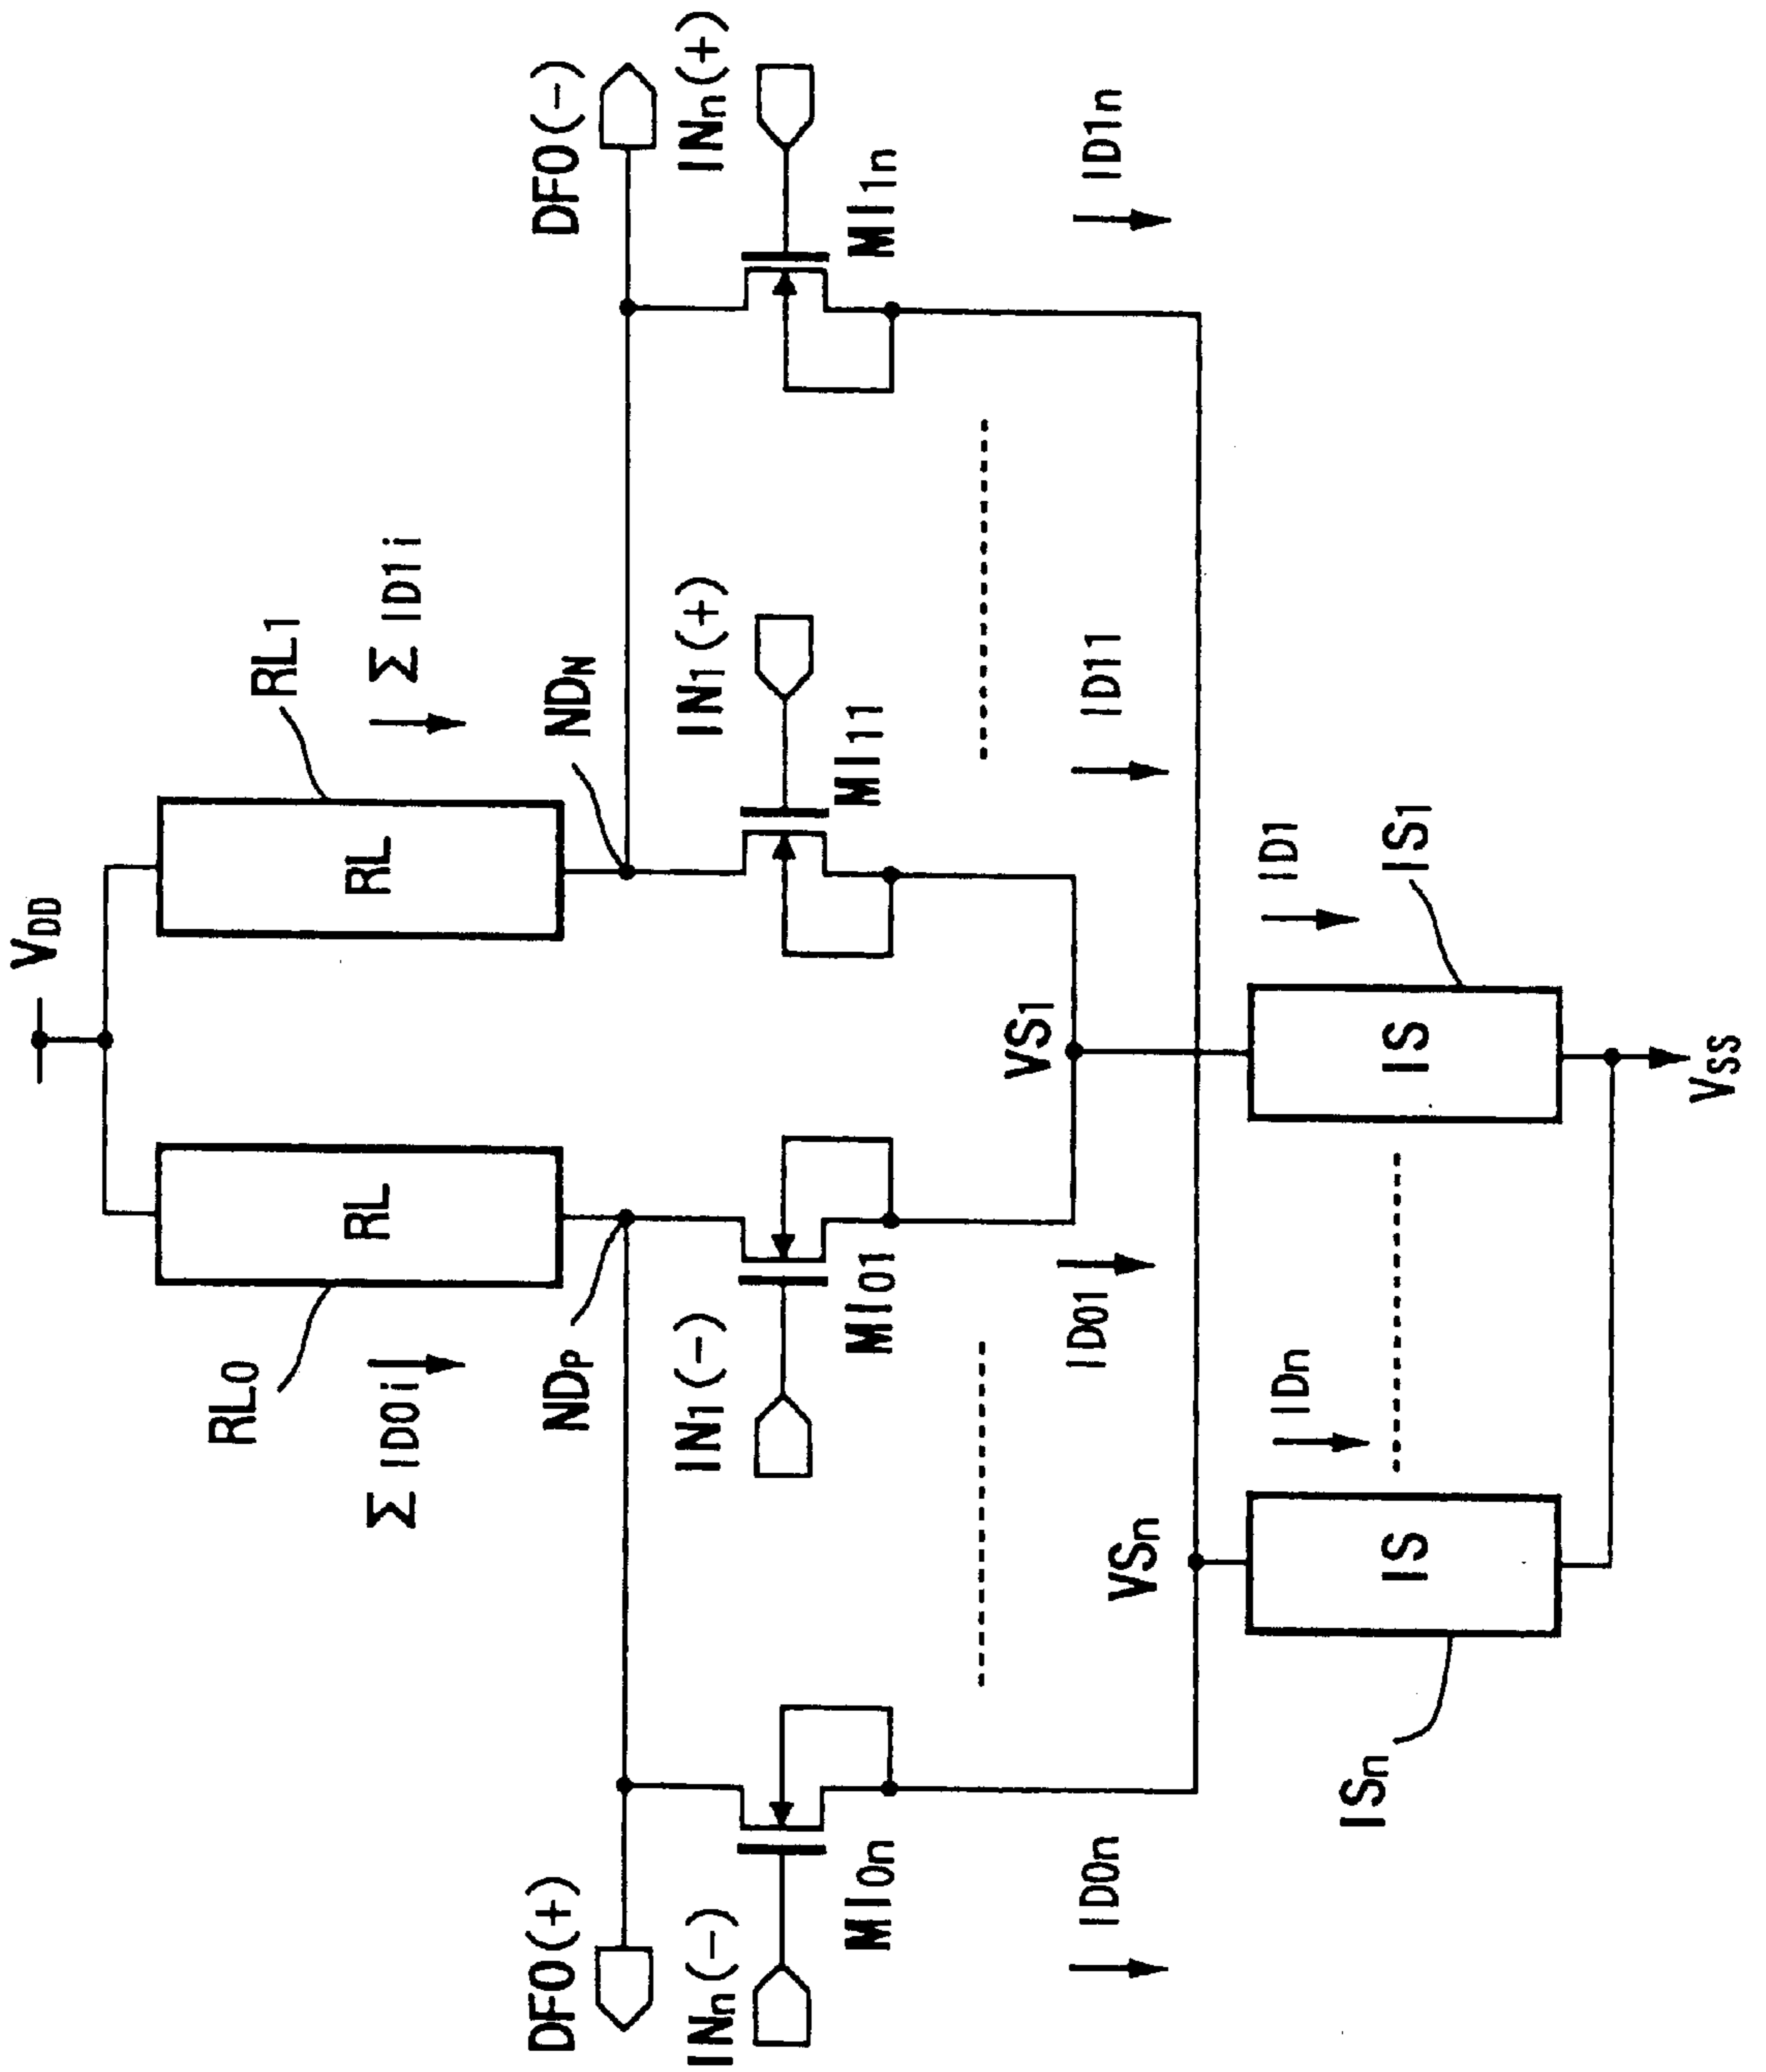 VDD
RL0
RL
RL
RL1
Σ ID0i
Σ ID1i
DFO(+)
NDP
NDN
DFO(-)
INn(-)
IN1(-)
IN1(+)
INn(+)
MI0n
MI01
MI11
MI1n
VS1
ID0n
ID01
ID11
ID1n
VSn
IDn
ID1
ISn
IS
IS
IS1
VSS